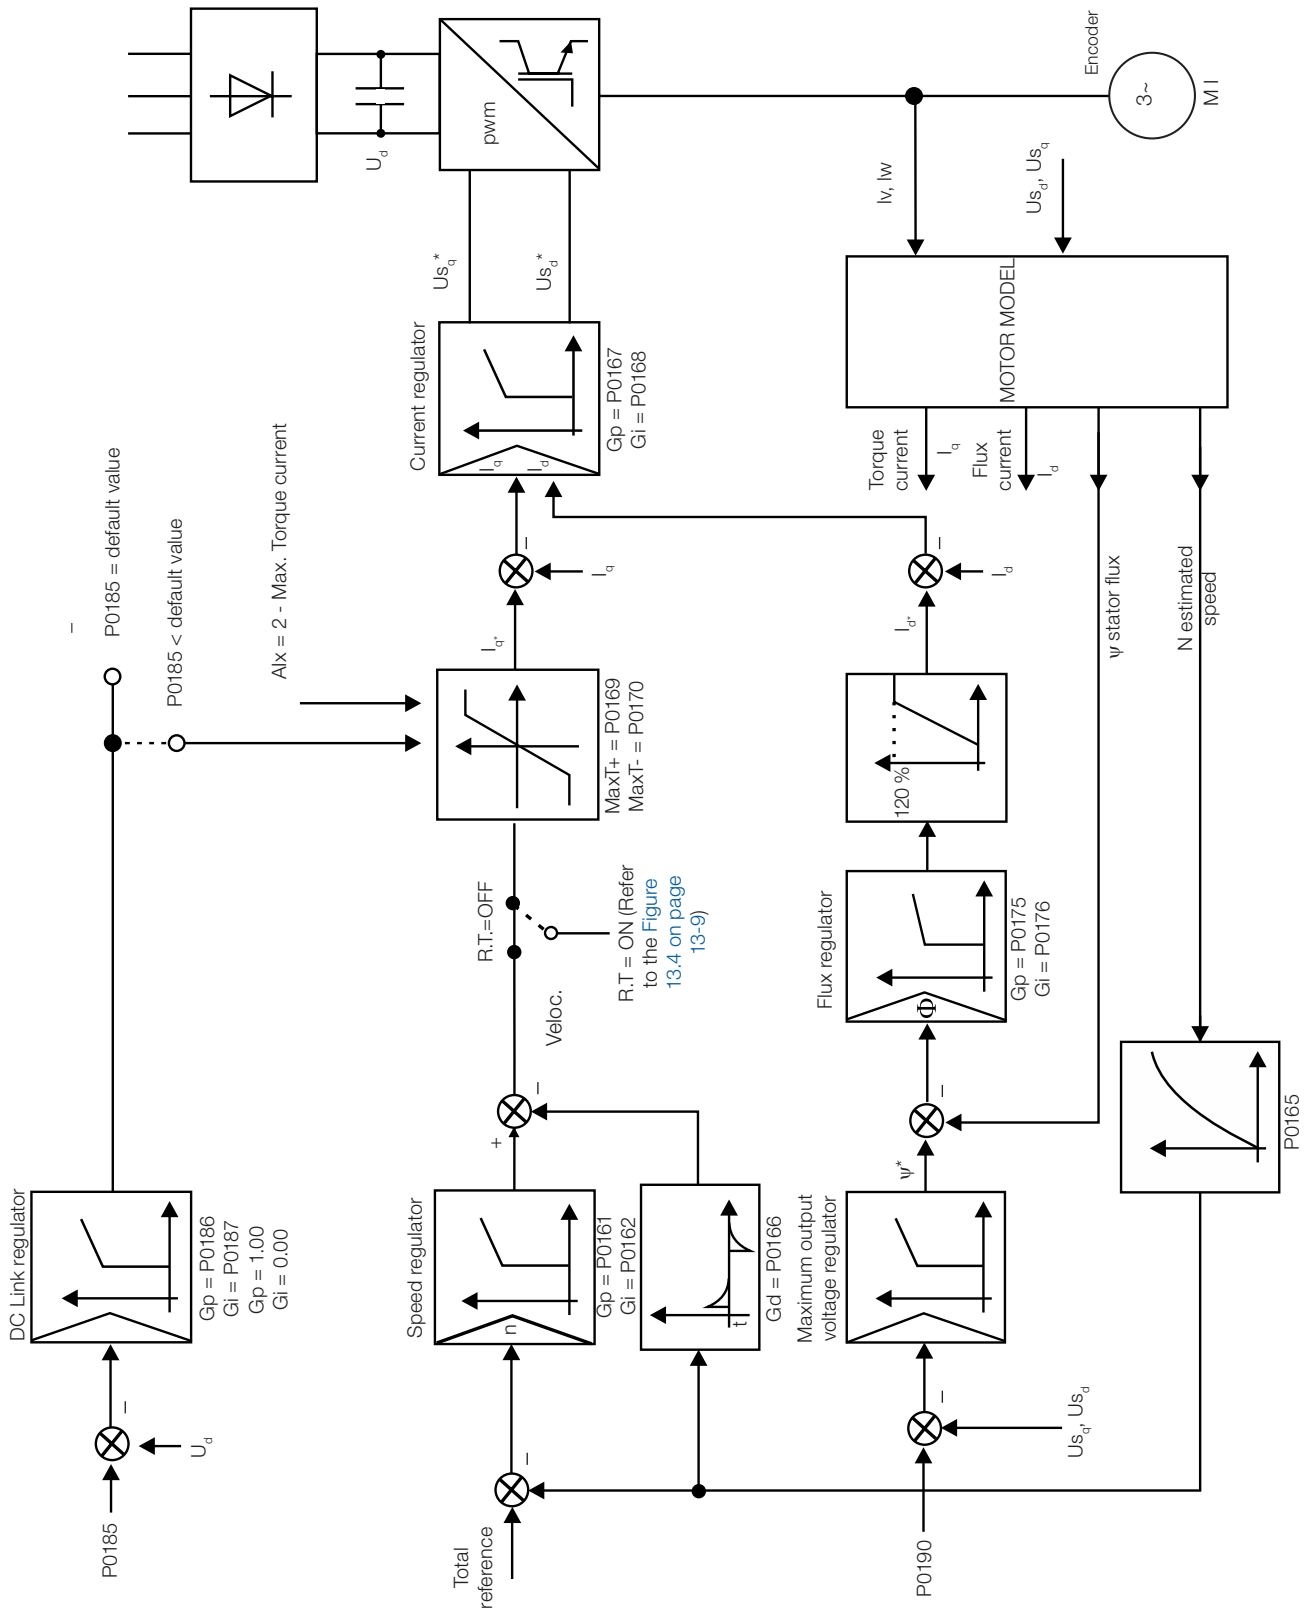 P0185
U_d
–
DC Link regulator
Gp = P0186
Gi = P0187
Gp = 1.00
Gi = 0.00
–
P0185 = default value
P0185 < default value
AIx = 2 - Max. Torque current
U_d
pwm
Total
reference
–
Speed regulator
n
Gp = P0161
Gi = P0162
t
Gd = P0166
+
–
Veloc.
R.T.=OFF
R.T = ON (Refer
to the Figure
13.4 on page
13-9)
MaxT+ = P0169
MaxT- = P0170
I_q*
–
I_q
Current regulator
I_q
I_d
Gp = P0167
Gi = P0168
Us_q*
Us_d*
P0190
–
Us_q, Us_d
Maximum output
voltage regulator
ψ*
–
Flux regulator
Φ
Gp = P0175
Gi = P0176
120 %
I_d*
–
I_d
Torque
current
I_q
Flux
current
I_d
ψ stator flux
N estimated
speed
MOTOR MODEL
Iv, Iw
Us_d, Us_q
Encoder
3~
M I
P0165